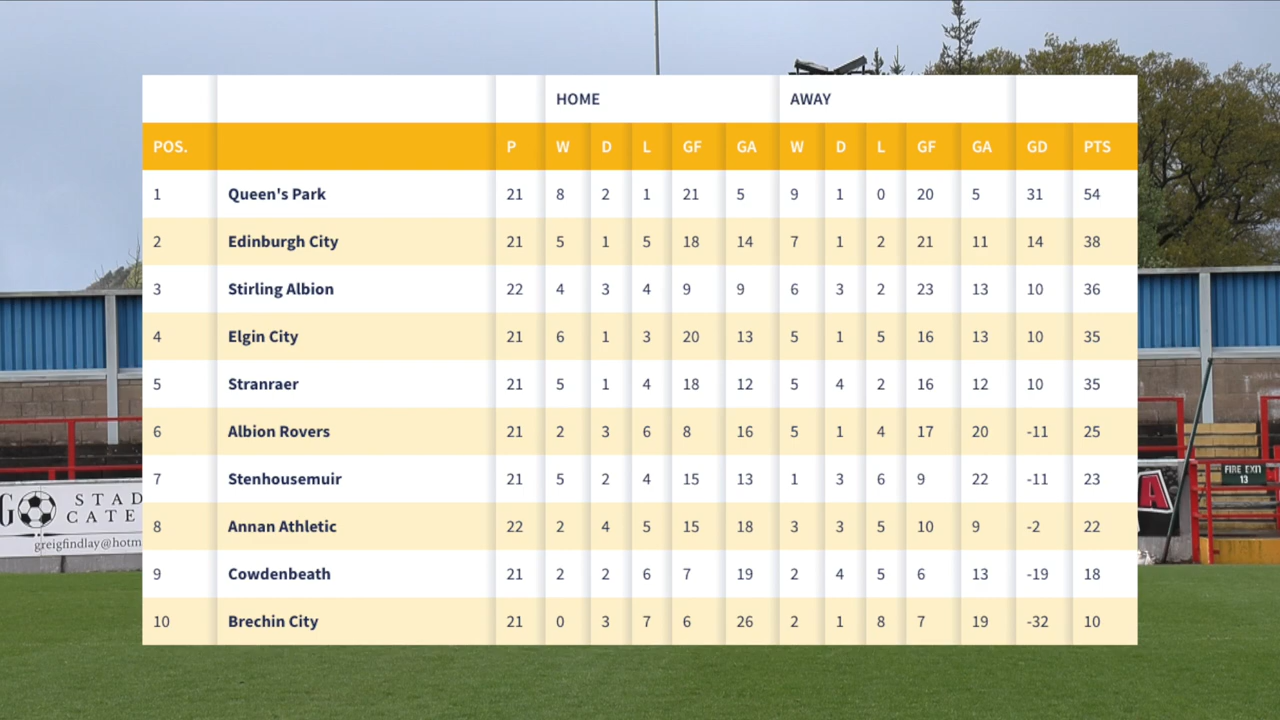 HOME AWAY
POS. P W D L GF GA W D L GF GA GD PTS
1 Queen's Park 21 8 2 1 21 5 9 1 0 20 5 31 54
2 Edinburgh City 21 5 1 5 18 14 7 1 2 21 11 14 38
3 Stirling Albion 22 4 3 4 9 9 6 3 2 23 13 10 36
4 Elgin City 21 6 1 3 20 13 5 1 5 16 13 10 35
5 Stranraer 21 5 1 4 18 12 5 4 2 16 12 10 35
6 Albion Rovers 21 2 3 6 8 16 5 1 4 17 20 -11 25
7 Stenhousemuir 21 5 2 4 15 13 1 3 6 9 22 -11 23
8 Annan Athletic 22 2 4 5 15 18 3 3 5 10 9 -2 22
9 Cowdenbeath 21 2 2 6 7 19 2 4 5 6 13 -19 18
10 Brechin City 21 0 3 7 6 26 2 1 8 7 19 -32 10
FIRE EXIT
13
STAD
CATE
greigfindlay@hotm